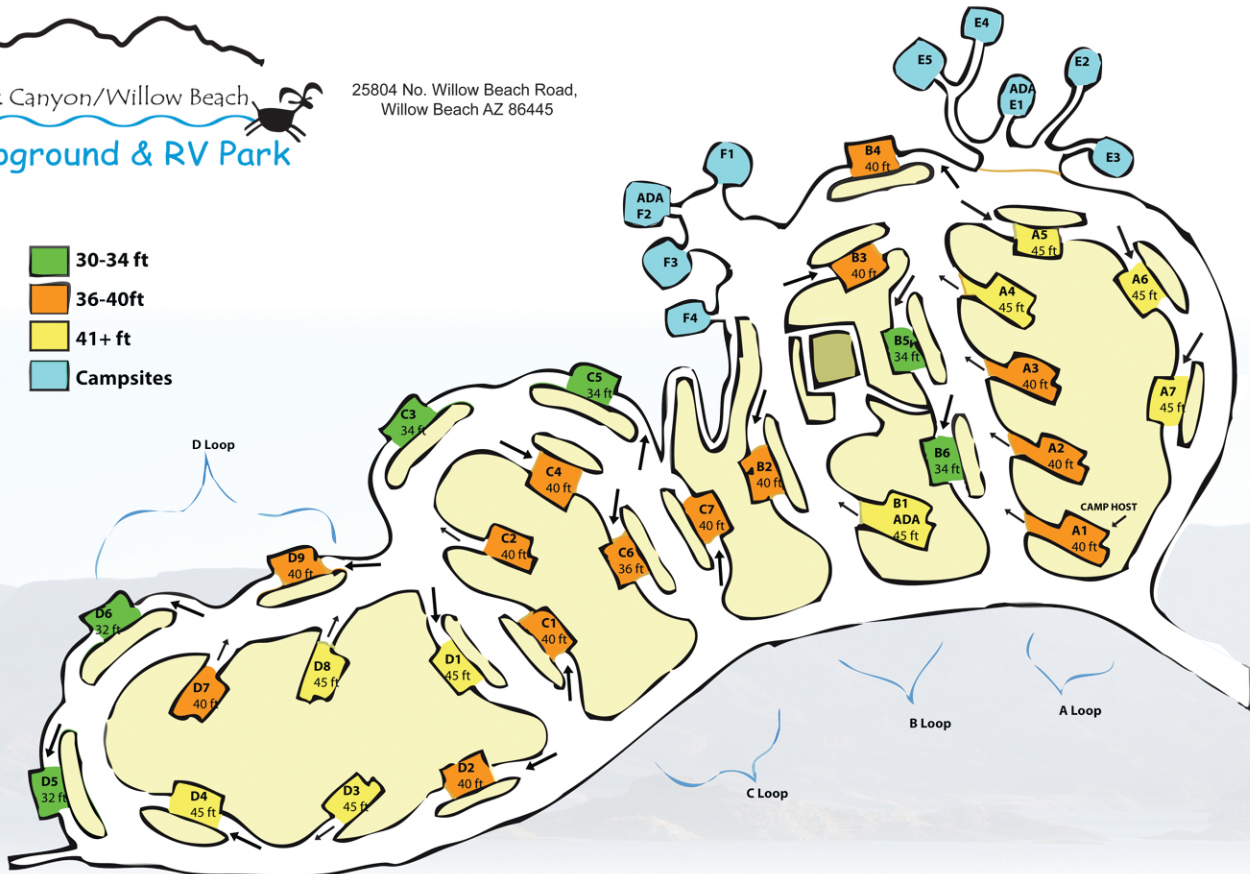 Canyon/Willow Beach
ground & RV Park
25804 No. Willow Beach Road,
Willow Beach AZ 86445
30-34 ft
36-40ft
41+ ft
Campsites
E4
E5
E2
ADA
E1
E3
F1
ADA
F2
F3
F4
B4
40 ft
B3
40 ft
A5
45 ft
A6
45 ft
A4
45 ft
B5
34 ft
A3
40 ft
A7
45 ft
C5
34 ft
C3
34 ft
B2
40 ft
B6
34 ft
A2
40 ft
C4
40 ft
B1
ADA
45 ft
CAMP HOST
A1
40 ft
C7
40 ft
C2
40 ft
C6
36 ft
D Loop
D9
40 ft
D6
32 ft
C1
40 ft
D1
45 ft
D8
45 ft
D7
40 ft
D5
32 ft
D4
45 ft
D3
45 ft
D2
40 ft
A Loop
B Loop
C Loop